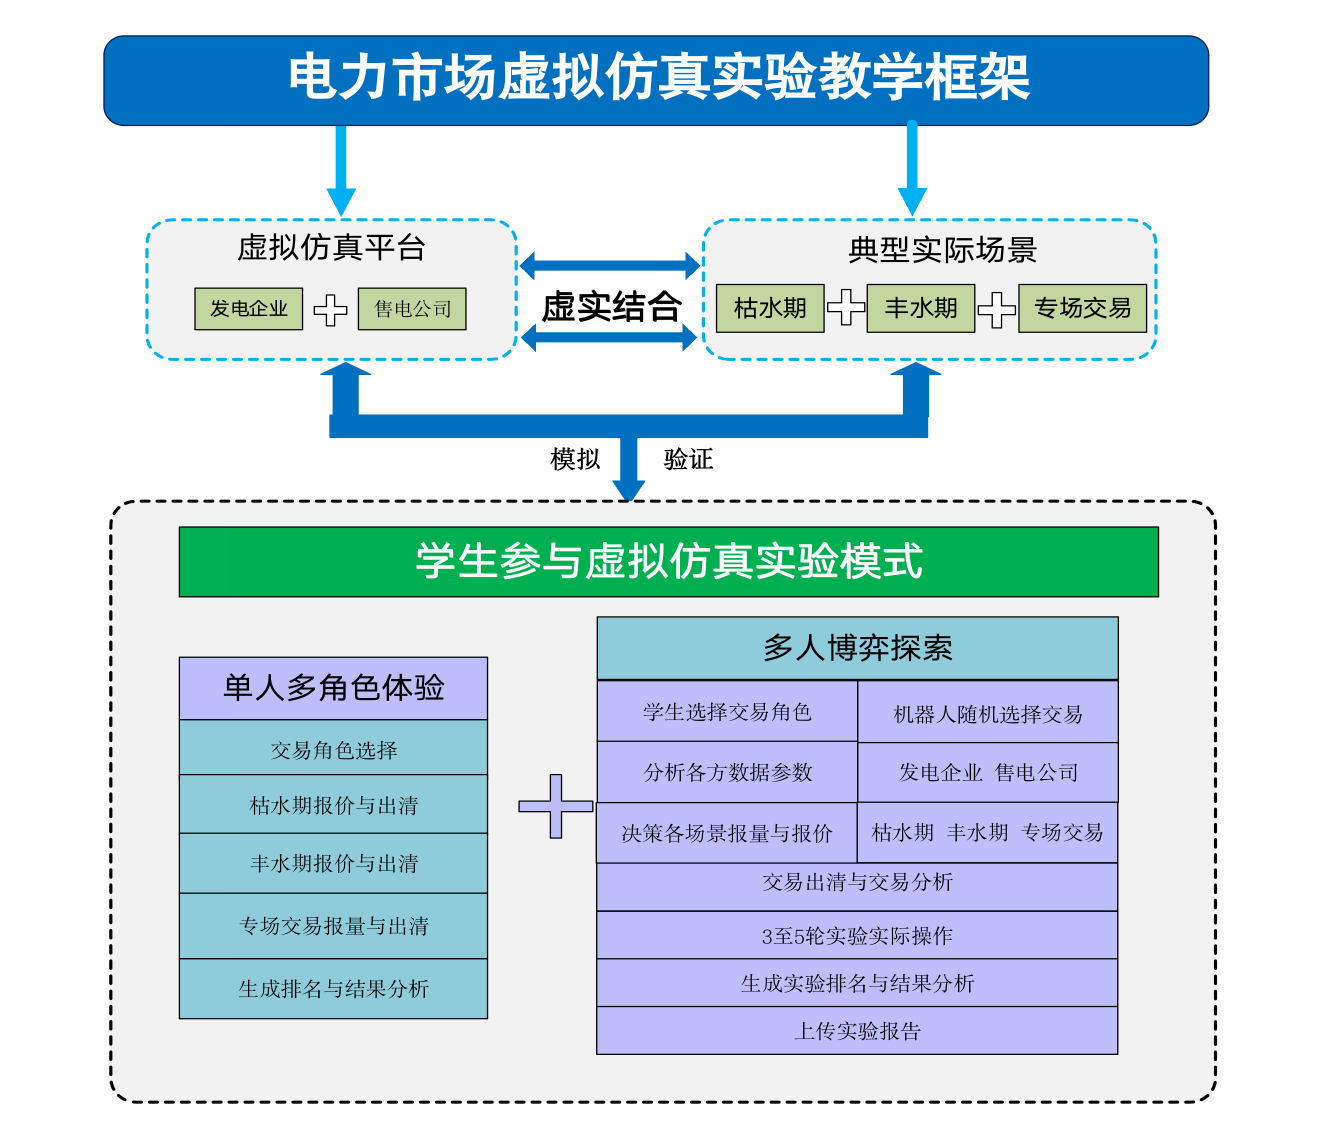 电力市场虚拟仿真实验教学框架
虚拟仿真平台
发电企业
售电公司
虚实结合
典型实际场景
枯水期
丰水期
专场交易
模拟
验证
学生参与虚拟仿真实验模式
单人多角色体验
交易角色选择
枯水期报价与出清
丰水期报价与出清
专场交易报量与出清
生成排名与结果分析
多人博弈探索
学生选择交易角色
机器人随机选择交易
分析各方数据参数
发电企业 售电公司
决策各场景报量与报价
枯水期 丰水期 专场交易
交易出清与交易分析
3至5轮实验实际操作
生成实验排名与结果分析
上传实验报告